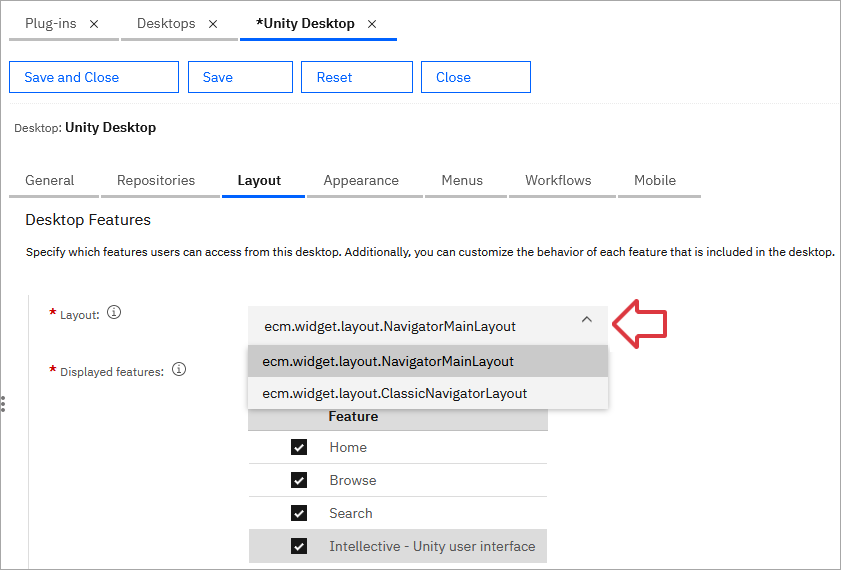 Plug-ins × Desktops × *Unity Desktop ×
Save and Close Save Reset Close
Desktop: Unity Desktop
General Repositories Layout Appearance Menus Workflows Mobile
Desktop Features
Specify which features users can access from this desktop. Additionally, you can customize the behavior of each feature that is included in the desktop.
* Layout: ecm.widget.layout.NavigatorMainLayout
ecm.widget.layout.NavigatorMainLayout
* Displayed features:
ecm.widget.layout.ClassicNavigatorLayout
Feature
Home
Browse
Search
Intellective - Unity user interface